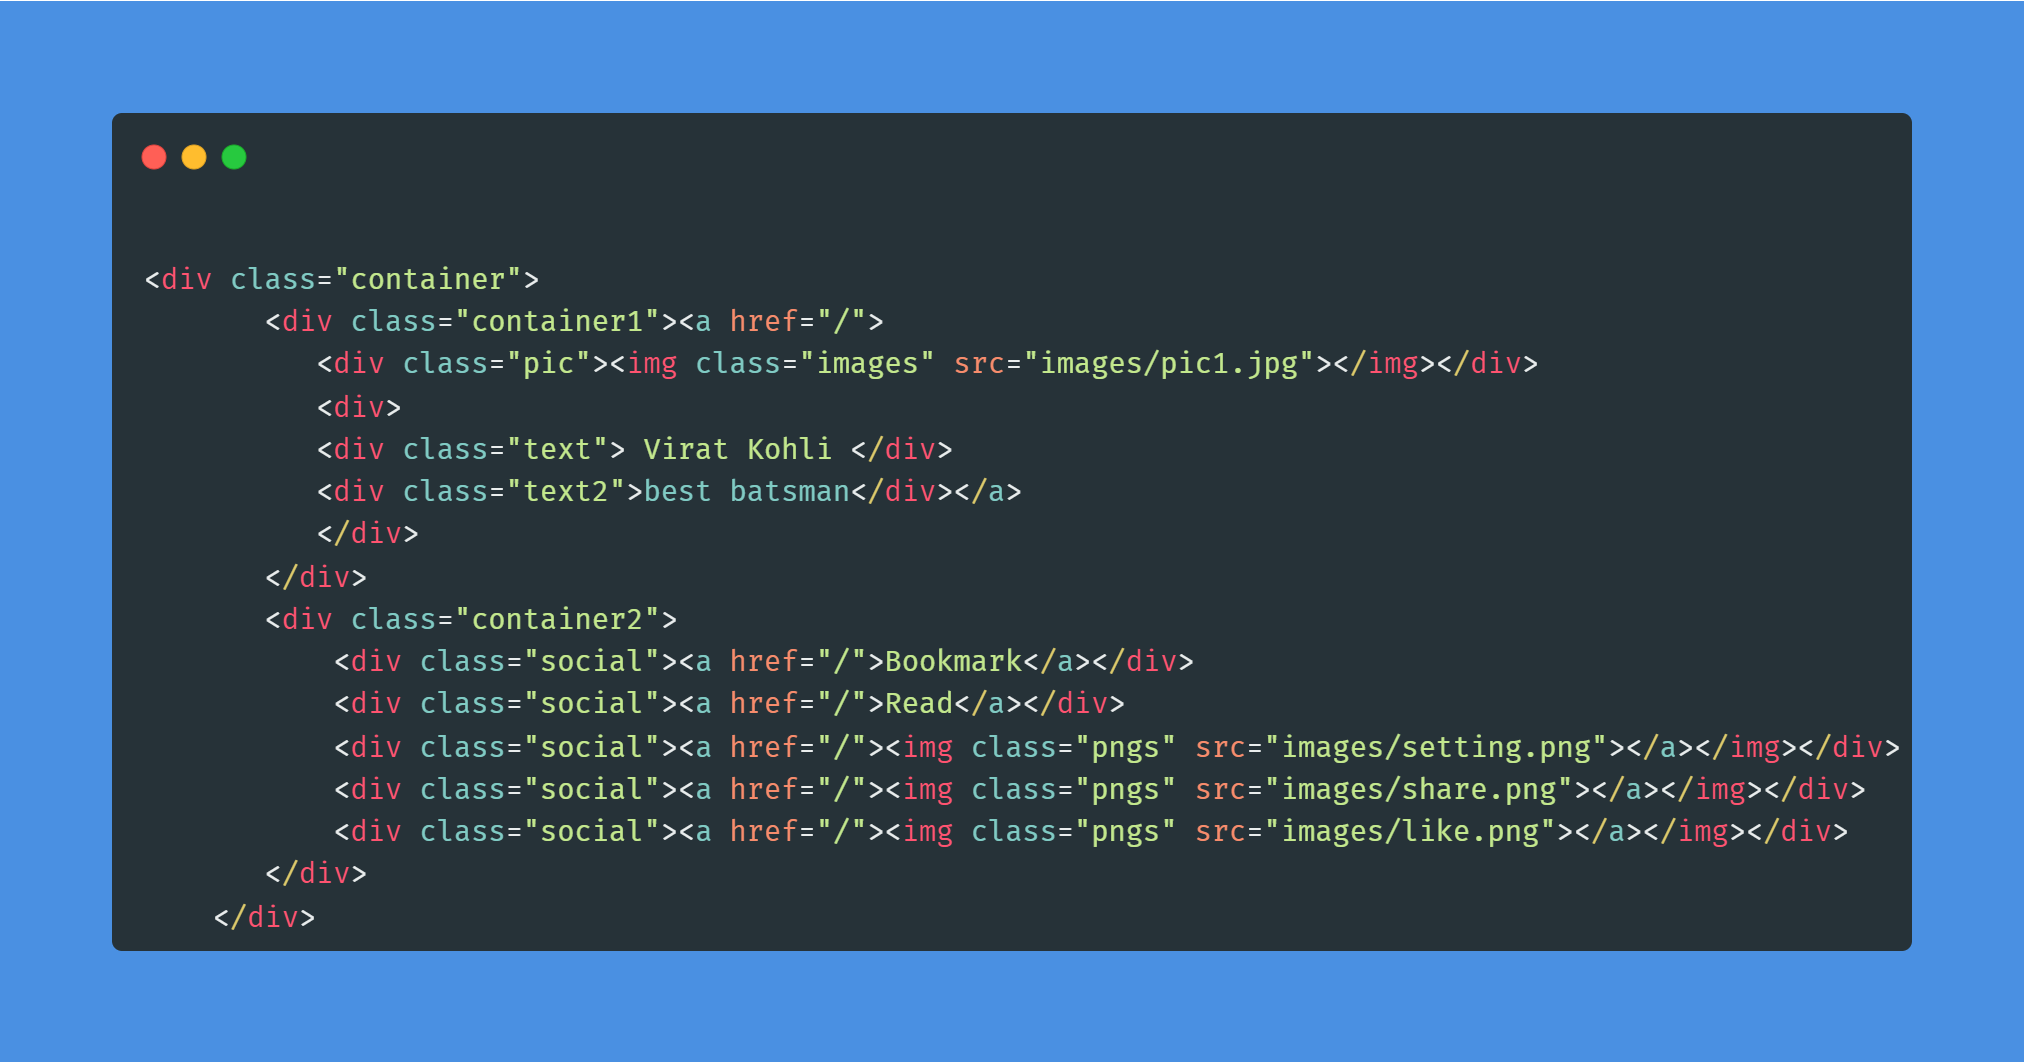 <div class="container">
<div class="container1"><a href="/">
<div class="pic"><img class="images" src="images/pic1.jpg"></img></div>
<div>
<div class="text"> Virat Kohli </div>
<div class="text2">best batsman</div></a>
</div>
</div>
<div class="container2">
<div class="social"><a href="/">Bookmark</a></div>
<div class="social"><a href="/">Read</a></div>
<div class="social"><a href="/"><img class="pngs" src="images/setting.png"></a></img></div>
<div class="social"><a href="/"><img class="pngs" src="images/share.png"></a></img></div>
<div class="social"><a href="/"><img class="pngs" src="images/like.png"></a></img></div>
</div>
</div>